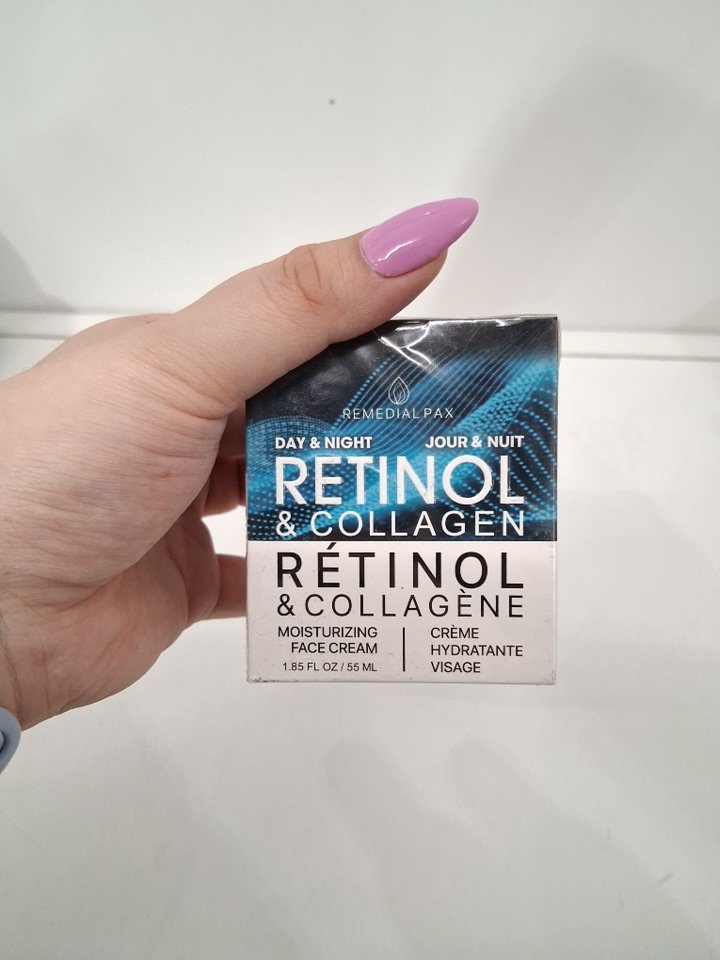 REMEDIAL PAX
DAY & NIGHT JOUR & NUIT
RETINOL
& COLLAGEN
RÉTINOL
& COLLAGÈNE
MOISTURIZING
FACE CREAM
1.85 FL OZ / 55 ML
CRÈME
HYDRATANTE
VISAGE